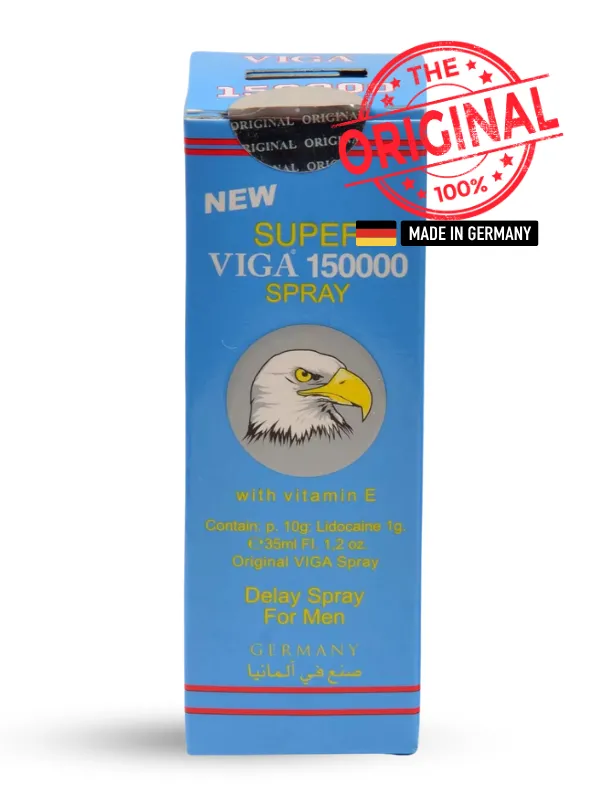 VIGA
150000
ORIGINAL ORIGINAL
ORIGINAL ORIGINAL
ORIGINAL ORIG
THE
ORIGINAL
100%
MADE IN GERMANY
NEW
SUPER
VIGA® 150000
SPRAY
with vitamin E
Contain: p. 10g: Lidocaine 1g.
35ml Fl. 1,2 oz.
Original VIGA Spray
Delay Spray
For Men
GERMANY
صنع في ألمانيا